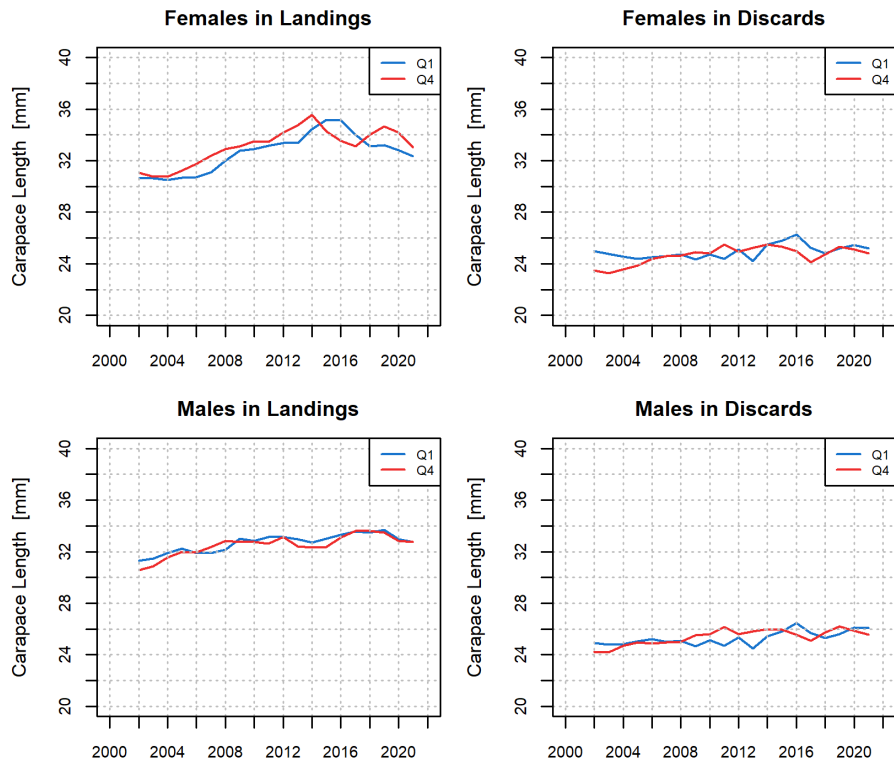 Females in Landings
Carapace Length [mm]
40
36
32
28
24
20
Q1
Q4
2000 2004 2008 2012 2016 2020
Females in Discards
Carapace Length [mm]
40
36
32
28
24
20
Q1
Q4
2000 2004 2008 2012 2016 2020
Males in Landings
Carapace Length [mm]
40
36
32
28
24
20
Q1
Q4
2000 2004 2008 2012 2016 2020
Males in Discards
Carapace Length [mm]
40
36
32
28
24
20
Q1
Q4
2000 2004 2008 2012 2016 2020